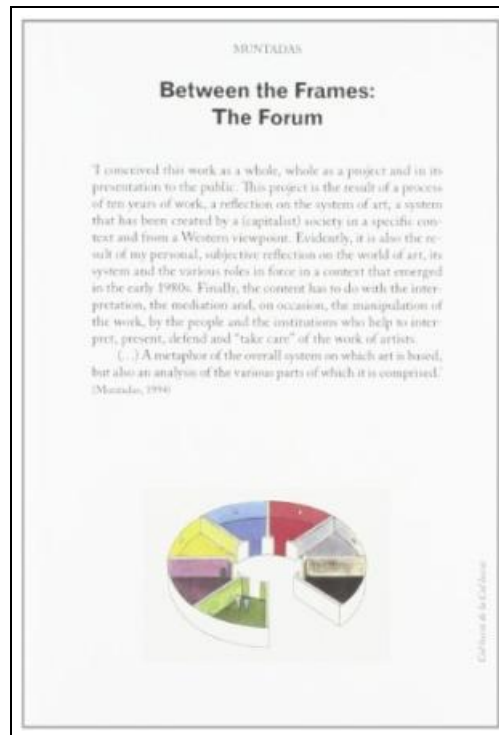 MUNTADAS
Between the Frames:
The Forum
'I conceived this work as a whole, whole as a project and in its
presentation to the public. This project is the result of a process
of ten years of work, a reflection on the system of art, a system
that has been created by a (capitalist) society in a specific con-
text and from a Western viewpoint. Evidently, it is also the re-
sult of my personal, subjective reflection on the world of art, its
system and the various roles in force in a context that emerged
in the early 1980s. Finally, the content has to do with the inter-
pretation, the mediation and, on occasion, the manipulation of
the work, by the people and the institutions who help to inter-
pret, present, defend and "take care" of the work of artists.
(…) A metaphor of the overall system on which art is based,
but also an analysis of the various parts of which it is comprised.'
(Muntadas, 1994)